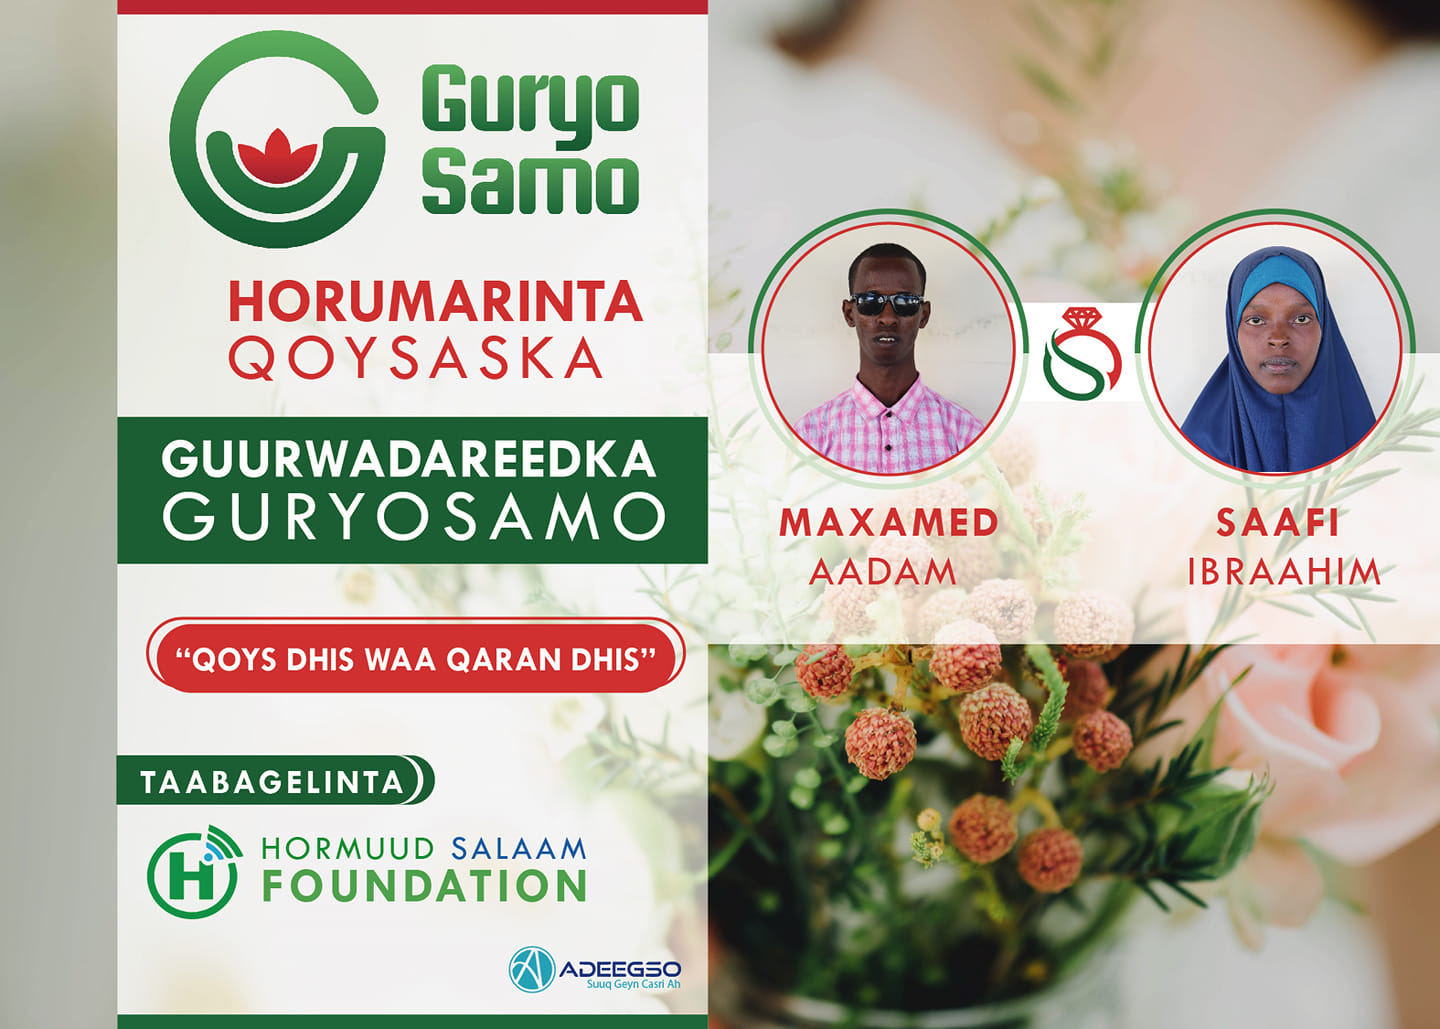 Guryo
Samo
HORUMARINTA
QOYSASKA
GUURWADAREEDKA
GURYOSAMO
“QOYS DHIS WAA QARAN DHIS”
TAABAGELINTA
H
HORMUUD SALAAM
FOUNDATION
ADEEGSO
Suuq Geyn Casri Ah
MAXAMED
AADAM
SAAFI
IBRAAHIM